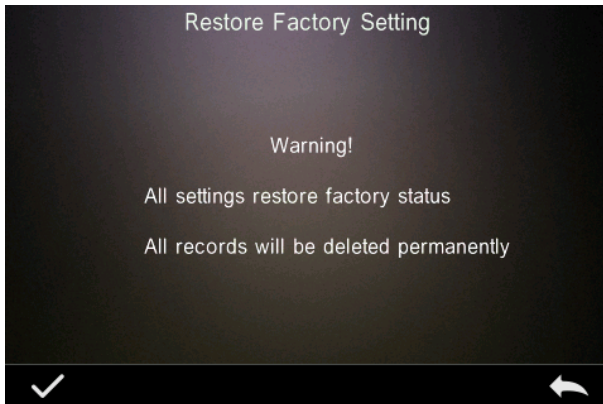 Restore Factory Setting
Warning!
All settings restore factory status
All records will be deleted permanently